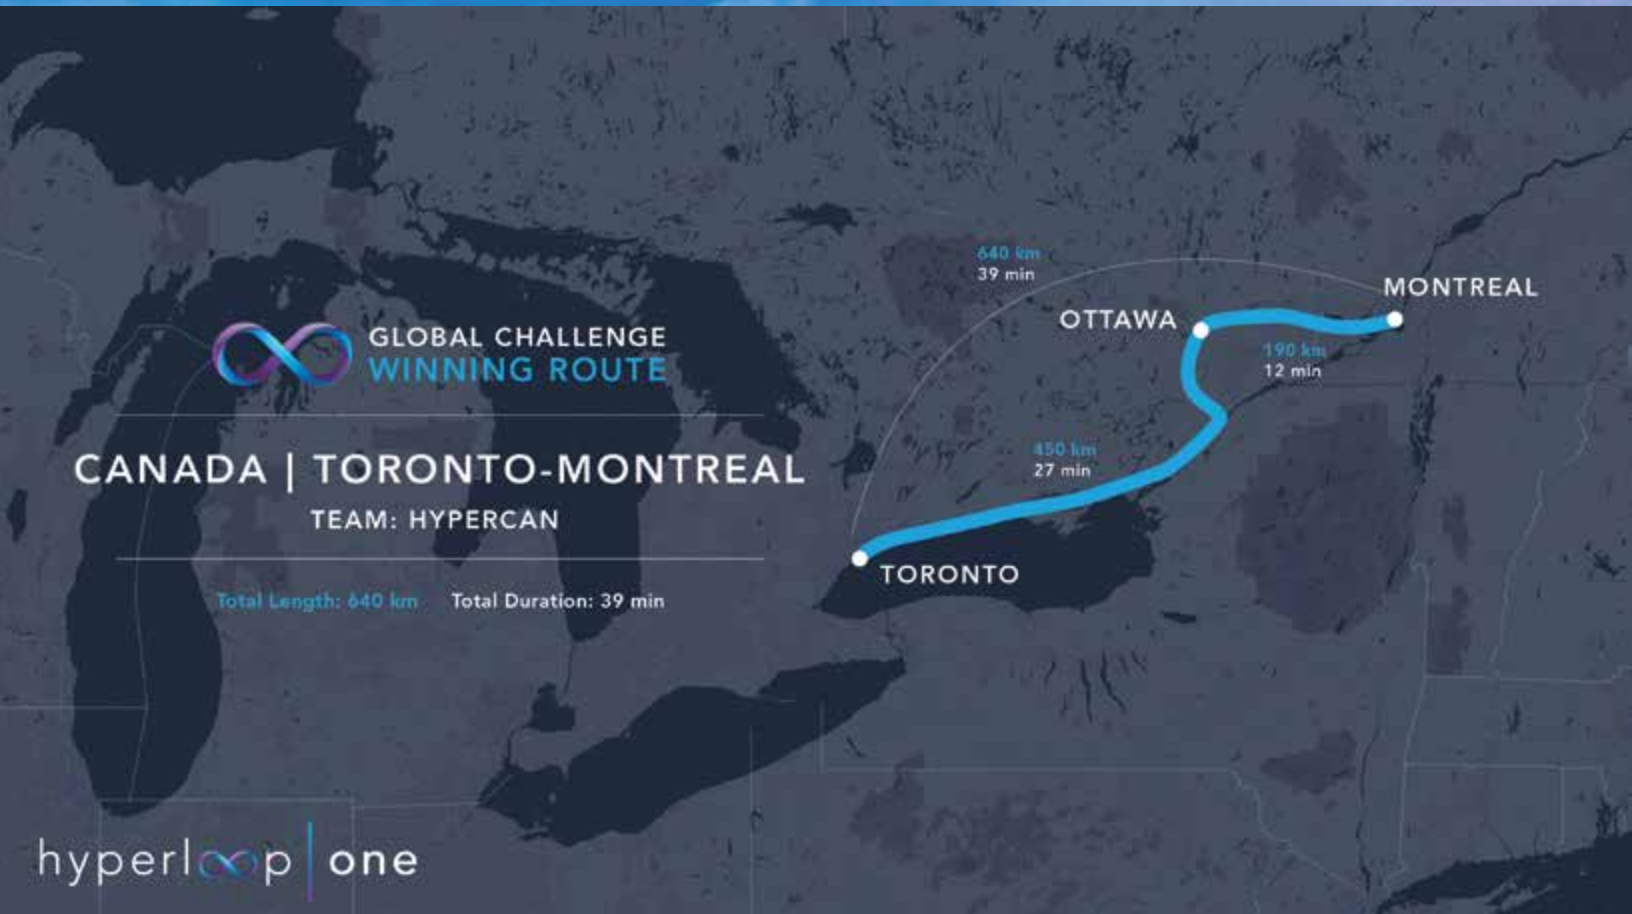 GLOBAL CHALLENGE
WINNING ROUTE
CANADA | TORONTO-MONTREAL
TEAM: HYPERCAN
Total Length: 640 km Total Duration: 39 min
640 km
39 min
MONTREAL
OTTAWA
190 km
12 min
450 km
27 min
TORONTO
hyperloop | one